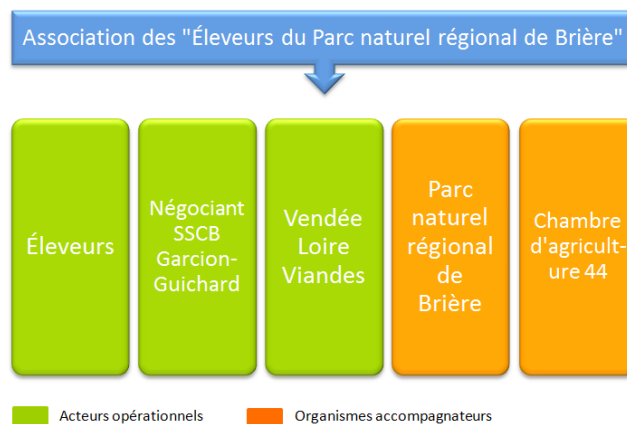 Association des "Éleveurs du Parc naturel régional de Brière"
Éleveurs
Négociant
SSCB
Garcion-
Guichard
Vendée
Loire
Viandes
Parc
naturel
régional
de
Brière
Chambre
d'agricult-
ure 44
Acteurs opérationnels
Organismes accompagnateurs